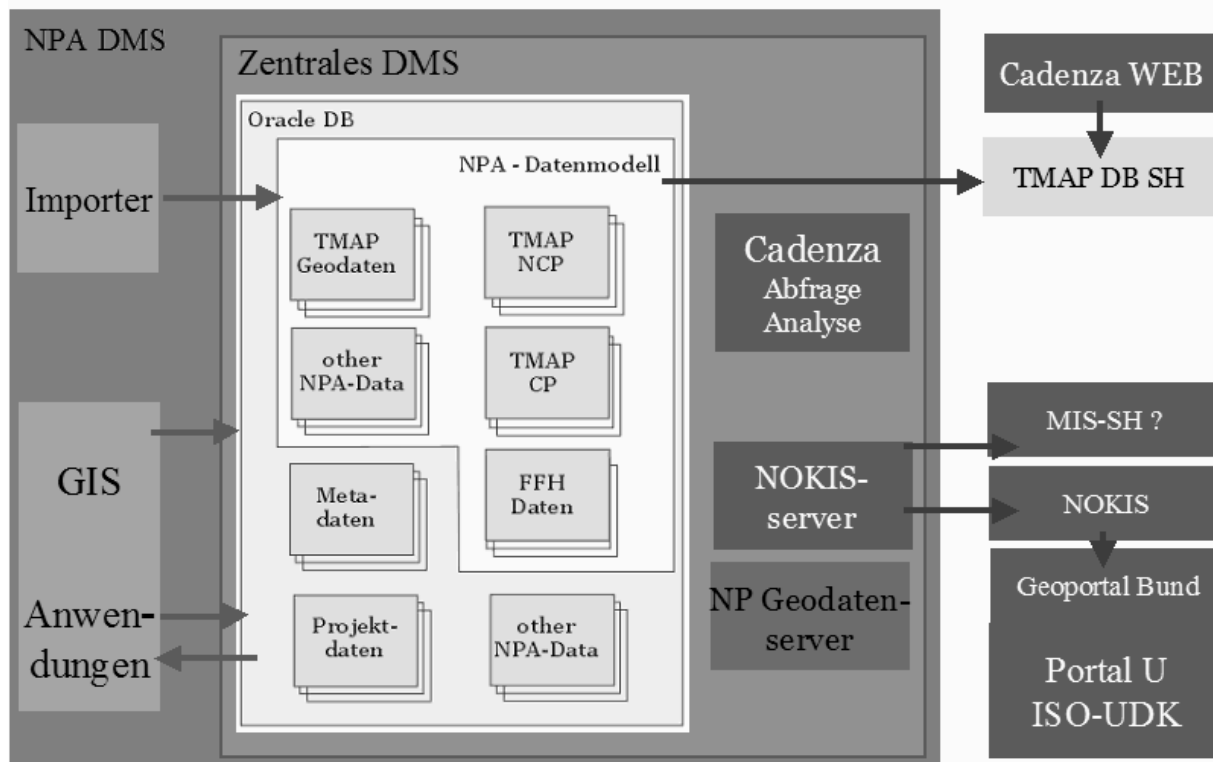 NPA DMS
Zentrales DMS
Oracle DB
NPA - Datenmodell
Importer
TMAP
Geodaten
TMAP
NCP
other
NPA-Data
TMAP
CP
GIS
Meta-
daten
FFH
Daten
Anwen-
dungen
Projekt-
daten
other
NPA-Data
Cadenza
Abfrage
Analyse
NOKIS-
server
NP Geodaten-
server
Cadenza WEB
TMAP DB SH
MIS-SH ?
NOKIS
Geoportal Bund
Portal U
ISO-UDK